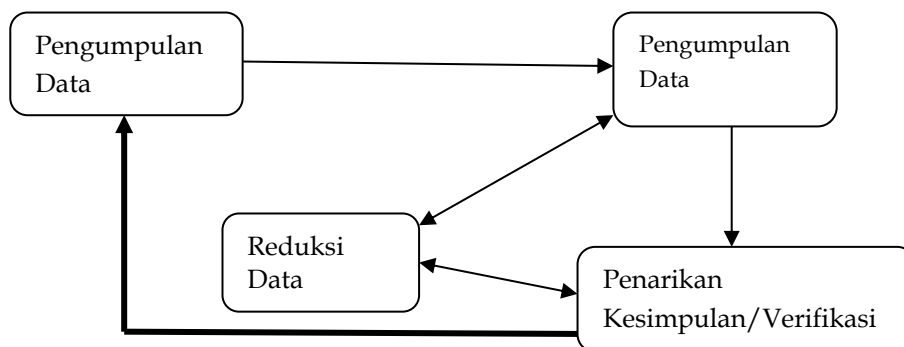 Pengumpulan
Data
Pengumpulan
Data
Reduksi
Data
Penarikan
Kesimpulan/Verifikasi